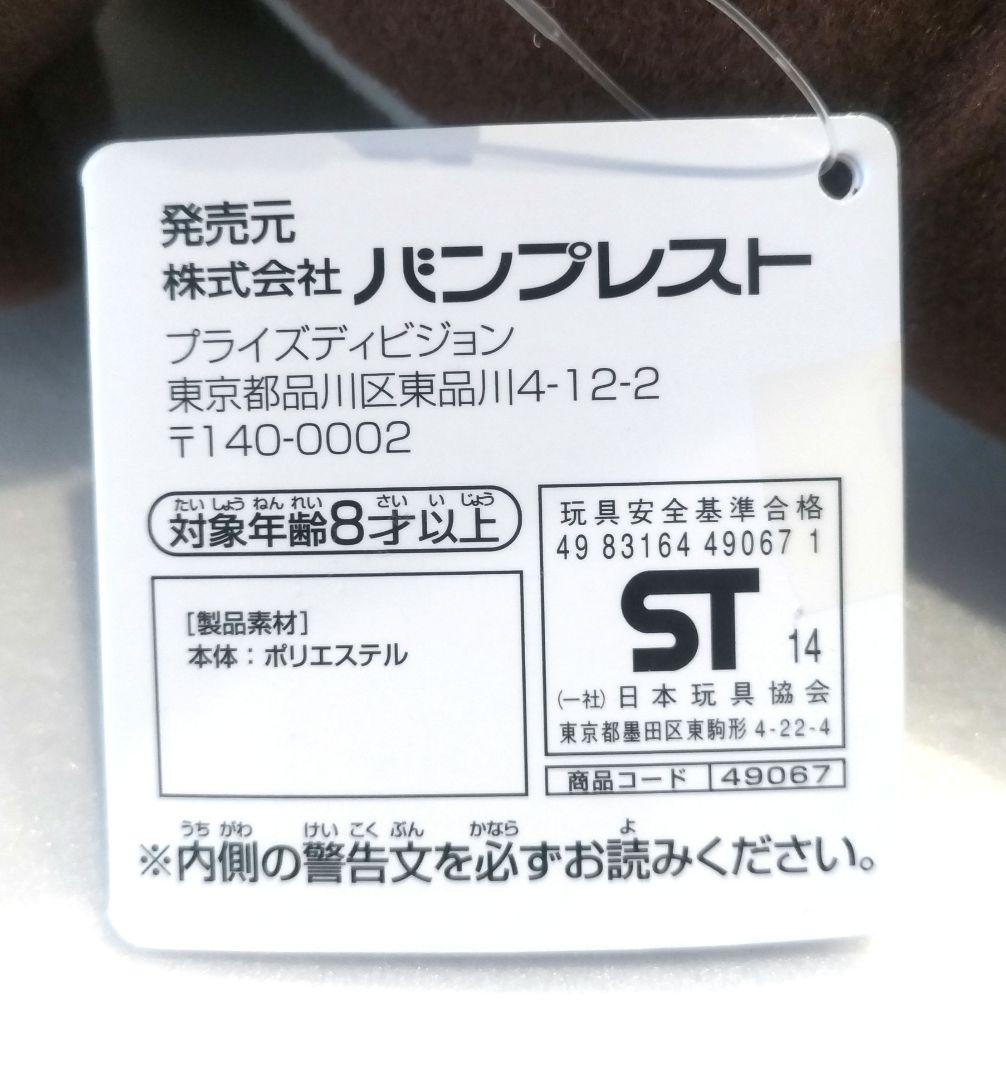 発売元
株式会社 バンプレスト
プライズディビジョン
東京都品川区東品川4-12-2
〒140-0002
たいしょうねんれい さい い じょう
対象年齢8才以上
[製品素材]
本体：ポリエステル
玩具安全基準合格
49 83164 49067 1
ST 14
(一社)日本玩具協会
東京都墨田区東駒形 4-22-4
商品コード 49067
うち がわ けい こく ぶん かなら よ
※内側の警告文を必ずお読みください。